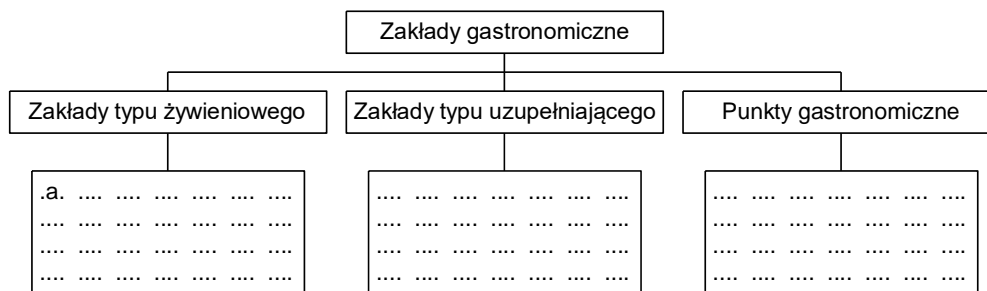 Zakłady gastronomiczne
Zakłady typu żywieniowego
Zakłady typu uzupełniającego
Punkty gastronomiczne
.a. .... .... .... .... .... ....
.... .... .... .... .... .... ....
.... .... .... .... .... .... ....
.... .... .... .... .... .... ....
.... .... .... .... .... .... ....
.... .... .... .... .... .... ....
.... .... .... .... .... .... ....
.... .... .... .... .... .... ....
.... .... .... .... .... .... ....
.... .... .... .... .... .... ....
.... .... .... .... .... .... ....
.... .... .... .... .... .... ....